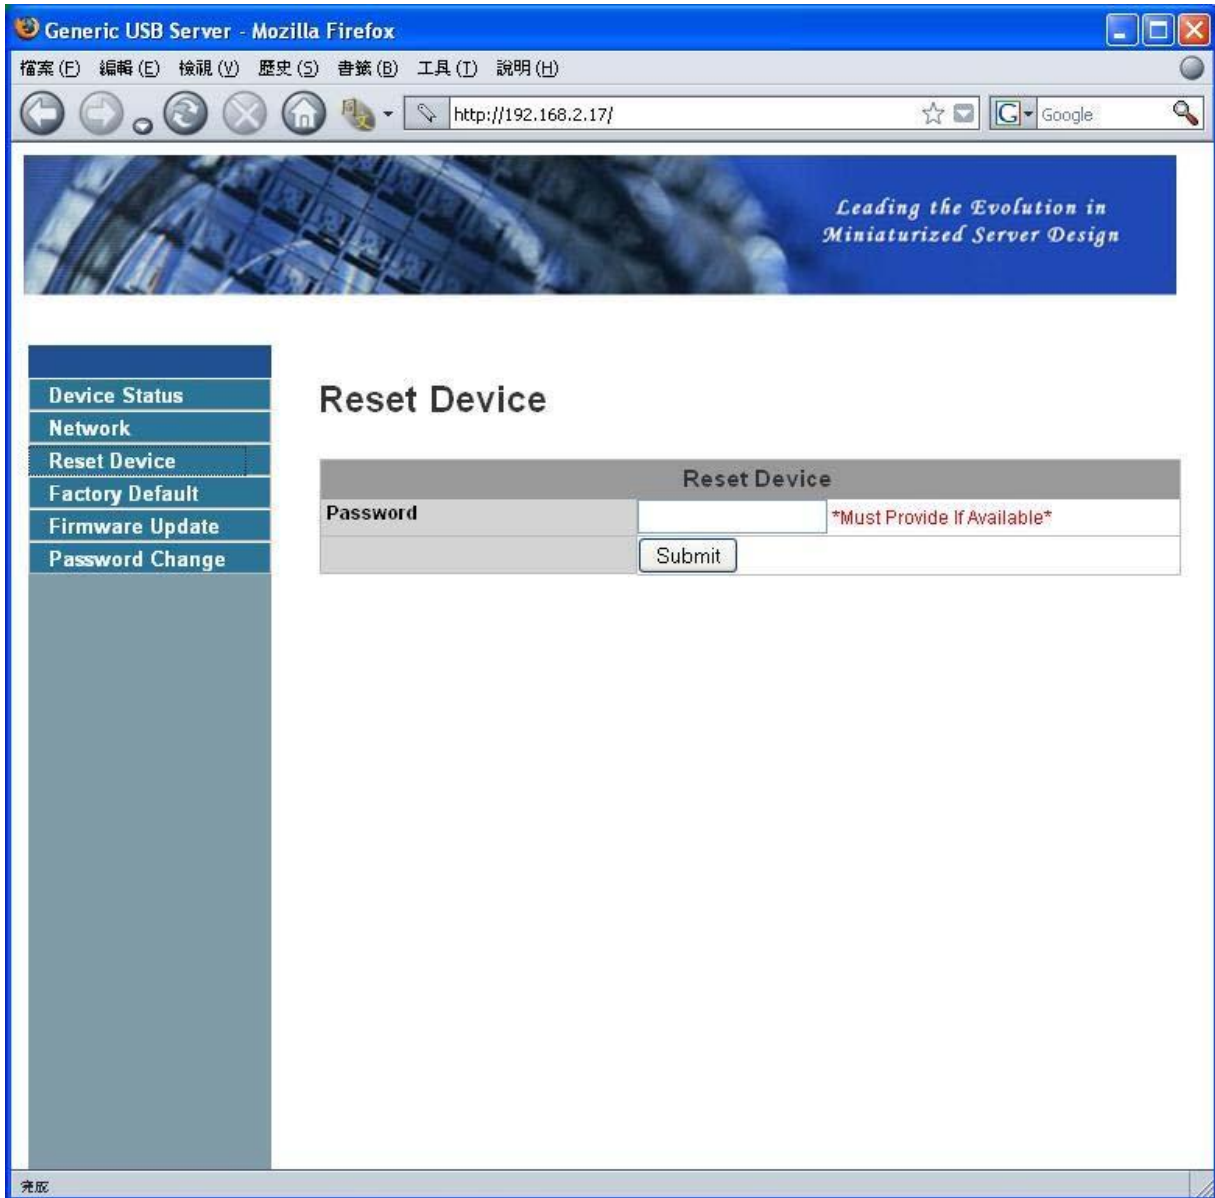 Generic USB Server - Mozilla Firefox
檔案(F) 編輯(E) 檢視(V) 歷史(S) 書籤(B) 工具(T) 說明(H)
http://192.168.2.17/ G Google
Leading the Evolution in
Miniaturized Server Design
Device Status
Network
Reset Device
Factory Default
Firmware Update
Password Change
Reset Device
Reset Device
Password *Must Provide If Available*
Submit
完成